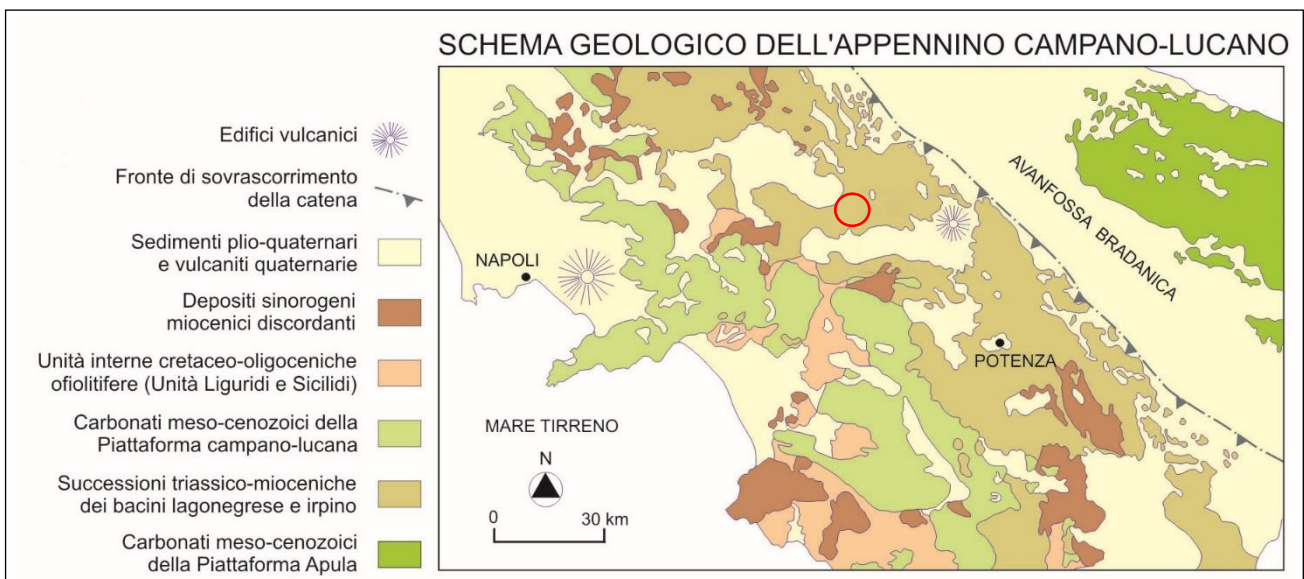 SCHEMA GEOLOGICO DELL'APPENNINO CAMPANO-LUCANO
Edifici vulcanici
Fronte di sovrascorrimento
della catena
Sedimenti plio-quaternari
e vulcaniti quaternarie
Depositi sinorogeni
miocenici discordanti
Unità interne cretaceo-oligoceniche
ofiolitifere (Unità Liguridi e Sicilidi)
Carbonati meso-cenozoici della
Piattaforma campano-lucana
Successioni triassico-mioceniche
dei bacini lagonegrese e irpino
Carbonati meso-cenozoici
della Piattaforma Apula
NAPOLI
AVANFOSSA BRADANICA
POTENZA
MARE TIRRENO
N
0 30 km